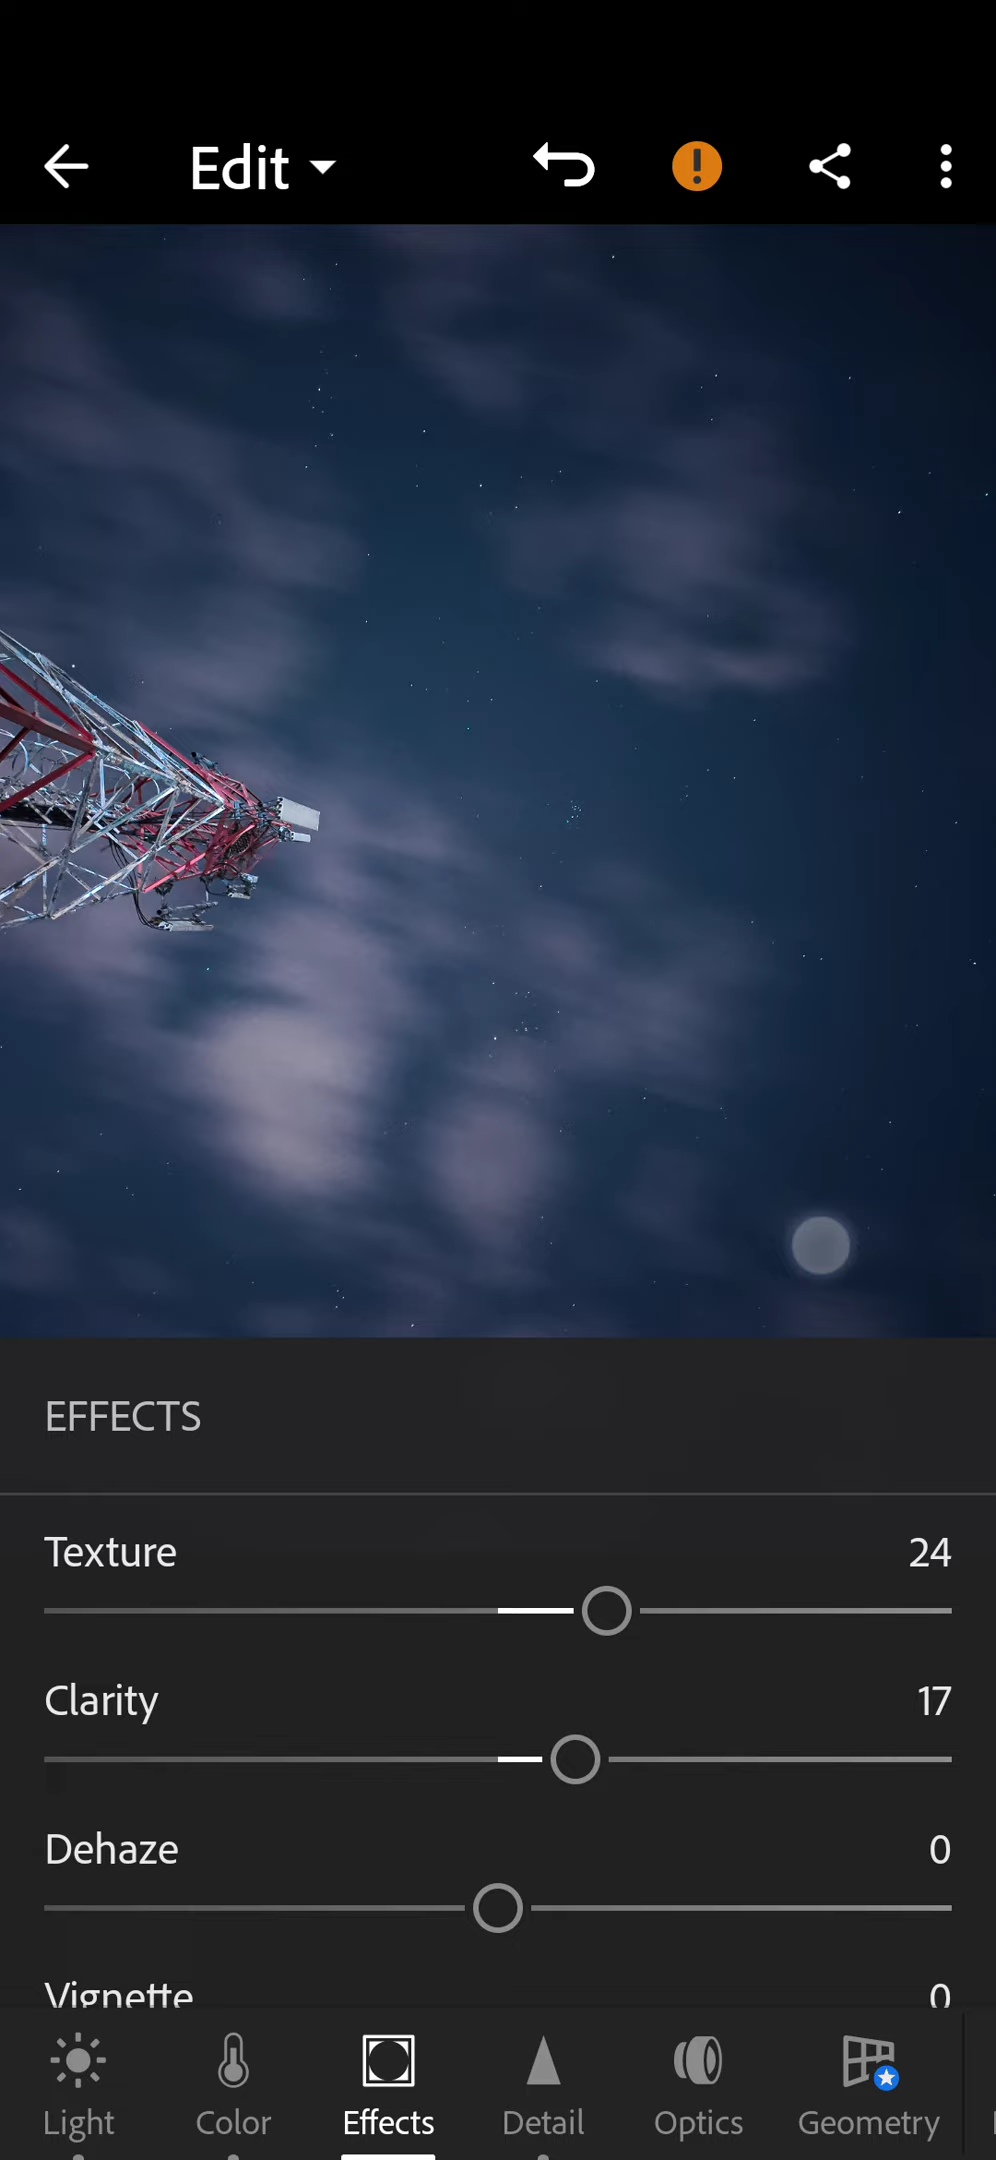 Edit
EFFECTS
Texture 24
Clarity 17
Dehaze 0
Vignette 0
Light Color Effects Detail Optics Geometry